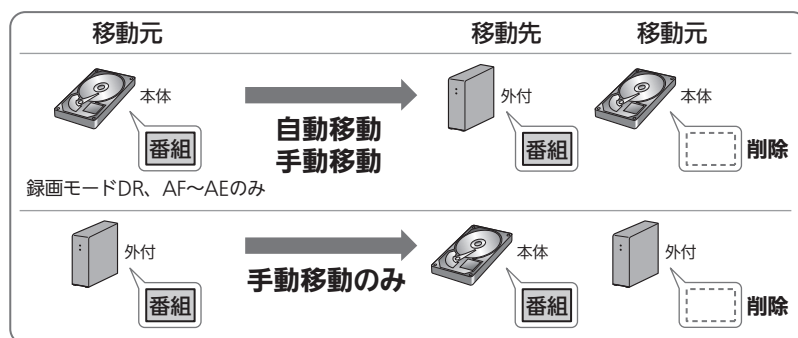 移動元 移動先 移動元
本体 外付 本体
自動移動
手動移動
番組 番組 削除
録画モードDR、AF～AEのみ
外付 本体 外付
手動移動のみ
番組 番組 削除